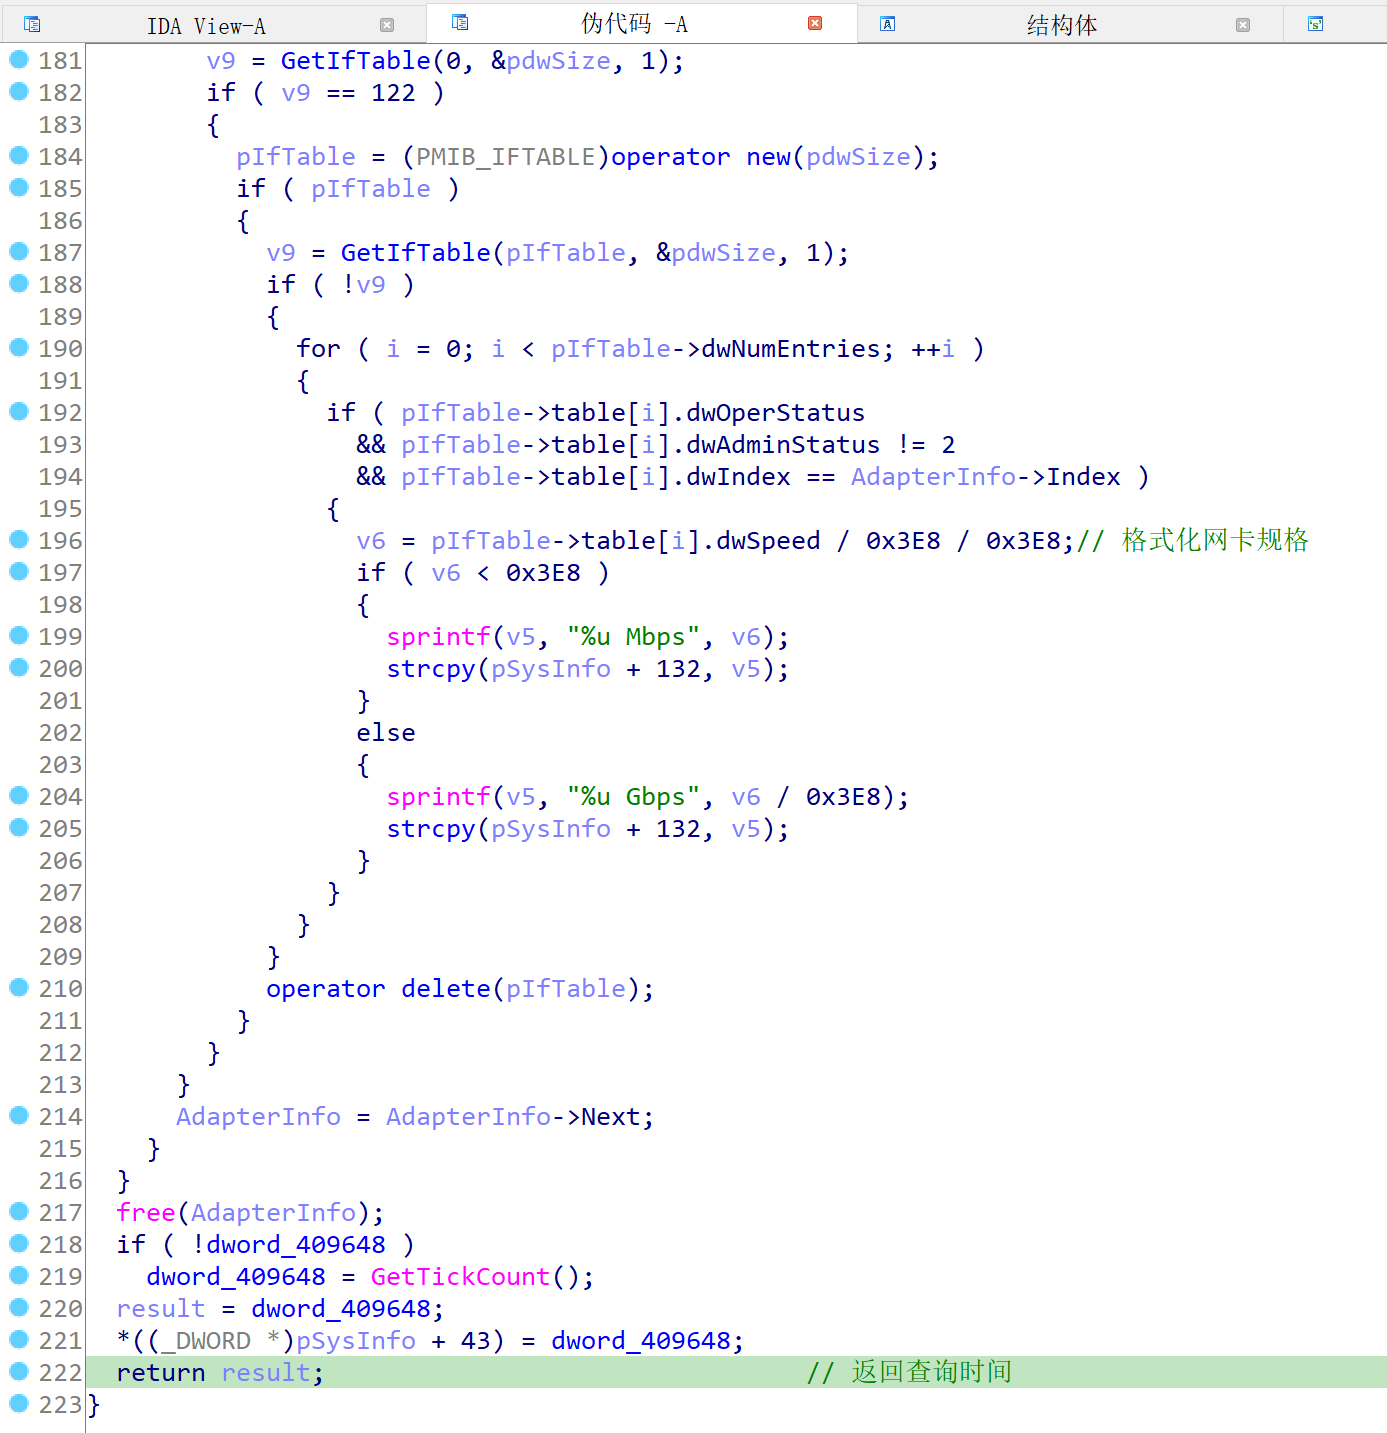 IDA View-A
伪代码 -A
结构体
181 v9 = GetIfTable(0, &pdwSize, 1);
182 if ( v9 == 122 )
183 {
184 pIfTable = (PMIB_IFTABLE)operator new(pdwSize);
185 if ( pIfTable )
186 {
187 v9 = GetIfTable(pIfTable, &pdwSize, 1);
188 if ( !v9 )
189 {
190 for ( i = 0; i < pIfTable->dwNumEntries; ++i )
191 {
192 if ( pIfTable->table[i].dwOperStatus
193 && pIfTable->table[i].dwAdminStatus != 2
194 && pIfTable->table[i].dwIndex == AdapterInfo->Index )
195 {
196 v6 = pIfTable->table[i].dwSpeed / 0x3E8 / 0x3E8;// 格式化网卡规格
197 if ( v6 < 0x3E8 )
198 {
199 sprintf(v5, "%u Mbps", v6);
200 strcpy(pSysInfo + 132, v5);
201 }
202 else
203 {
204 sprintf(v5, "%u Gbps", v6 / 0x3E8);
205 strcpy(pSysInfo + 132, v5);
206 }
207 }
208 }
209 }
210 operator delete(pIfTable);
211 }
212 }
213 }
214 AdapterInfo = AdapterInfo->Next;
215 }
216 }
217 free(AdapterInfo);
218 if ( !dword_409648 )
219 dword_409648 = GetTickCount();
220 result = dword_409648;
221 *((_DWORD *)pSysInfo + 43) = dword_409648;
222 return result; // 返回查询时间
223 }